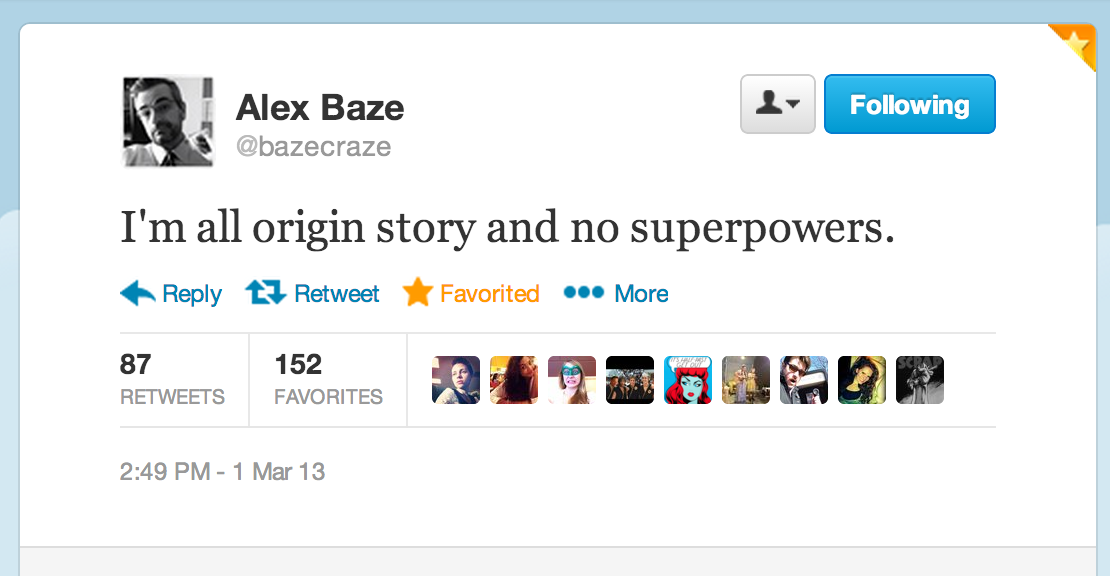 Alex Baze
@bazecraze
Following
I'm all origin story and no superpowers.
Reply Retweet Favorited More
87 RETWEETS
152 FAVORITES
SCRAP
2:49 PM - 1 Mar 13